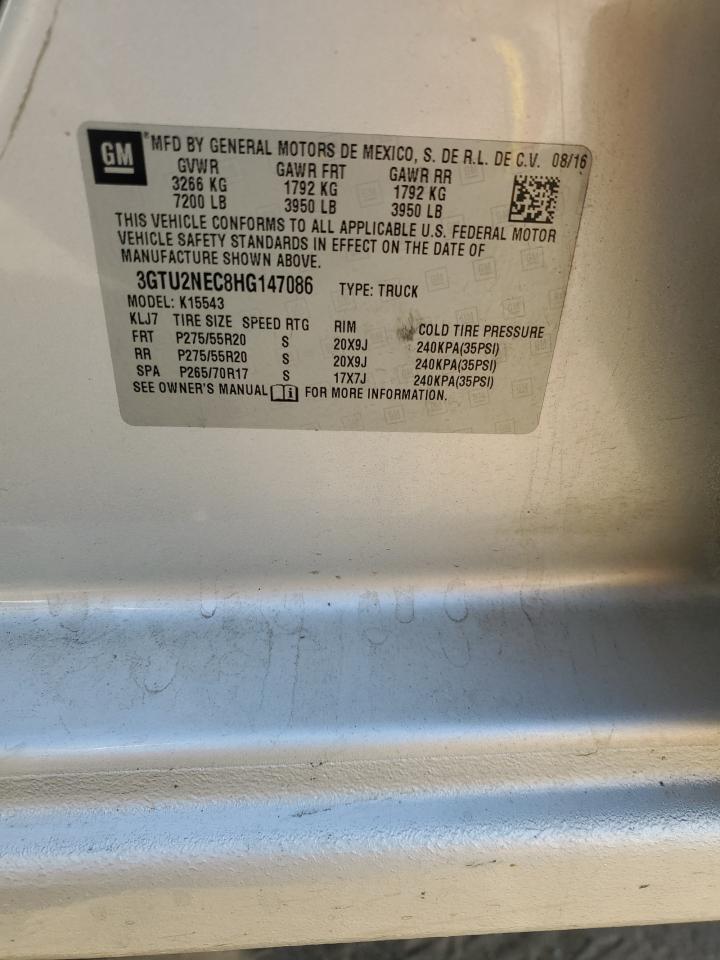 GM ®MFD BY GENERAL MOTORS DE MEXICO, S. DE R.L. DE C.V. 08/16
GVWR GAWR FRT GAWR RR
3266 KG 1792 KG 1792 KG
7200 LB 3950 LB 3950 LB
THIS VEHICLE CONFORMS TO ALL APPLICABLE U.S. FEDERAL MOTOR
VEHICLE SAFETY STANDARDS IN EFFECT ON THE DATE OF
MANUFACTURE SHOWN ABOVE.
3GTU2NEC8HG147086 TYPE: TRUCK
MODEL: K15543
KLJ7 TIRE SIZE SPEED RTG RIM COLD TIRE PRESSURE
FRT P275/55R20 S 20X9J 240KPA(35PSI)
RR P275/55R20 S 20X9J 240KPA(35PSI)
SPA P265/70R17 S 17X7J 240KPA(35PSI)
SEE OWNER'S MANUAL i FOR MORE INFORMATION.